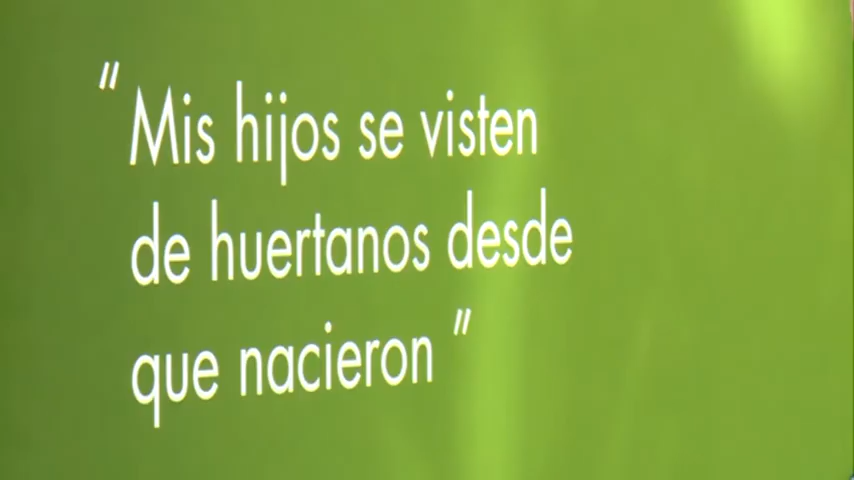 " Mis hijos se visten
de huertanos desde
que nacieron "